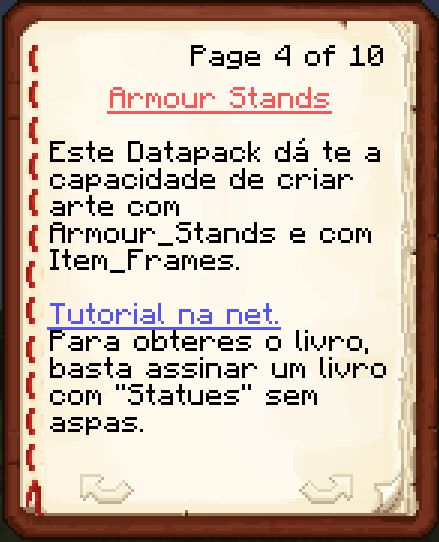 Page 4 of 10
Armour Stands
Este Datapack dá te a
capacidade de criar
arte com
Armour_Stands e com
Item_Frames.
Tutorial na net.
Para obteres o livro,
basta assinar um livro
com "Statues" sem
aspas.